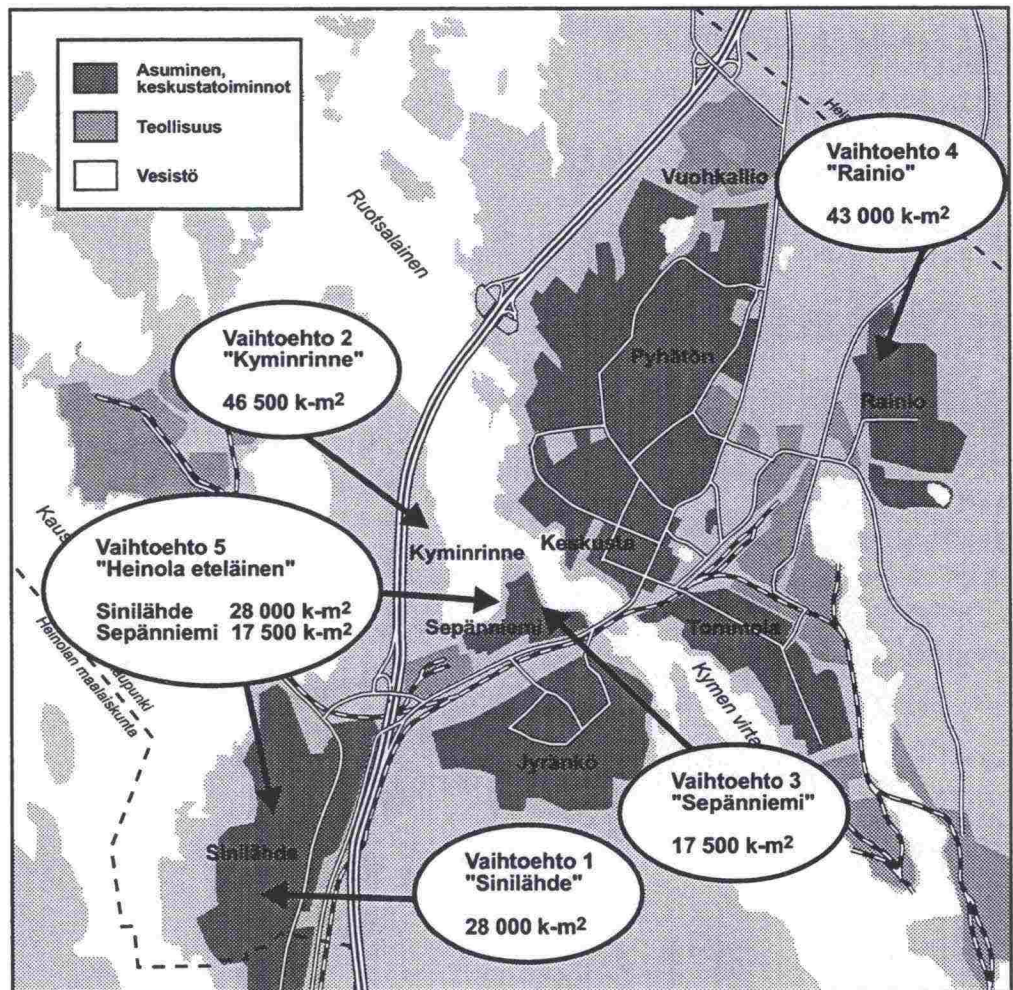 Asuminen,
keskustatoiminnot
Teollisuus
Vesistö
Ruotsalainen
Vuohkallio
Vaihtoehto 4
"Rainio"
43 000 k-m²
Vaihtoehto 2
"Kyminrinne"
46 500 k-m²
Pyhätön
Rainio
Kyminrinne
Keskusta
Vaihtoehto 5
"Heinola eteläinen"
Sinilähde 28 000 k-m²
Sepänniemi 17 500 k-m²
Sepänniemi
Tommola
Heinolan maalaiskunta
Kymen virta
Jyränkö
Vaihtoehto 3
"Sepänniemi"
17 500 k-m²
Sinilähde
Vaihtoehto 1
"Sinilähde"
28 000 k-m²